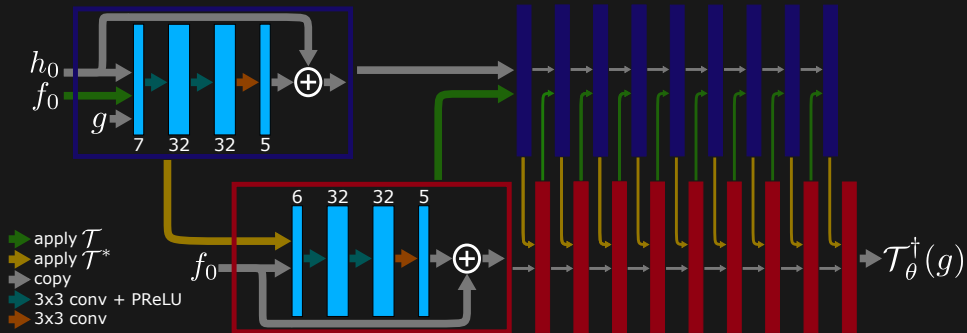 h₀
f₀
g
7 32 32 5
6 32 32 5
f₀
apply 𝒯
apply 𝒯*
copy
3x3 conv + PReLU
3x3 conv
𝒯_θ^†(g)